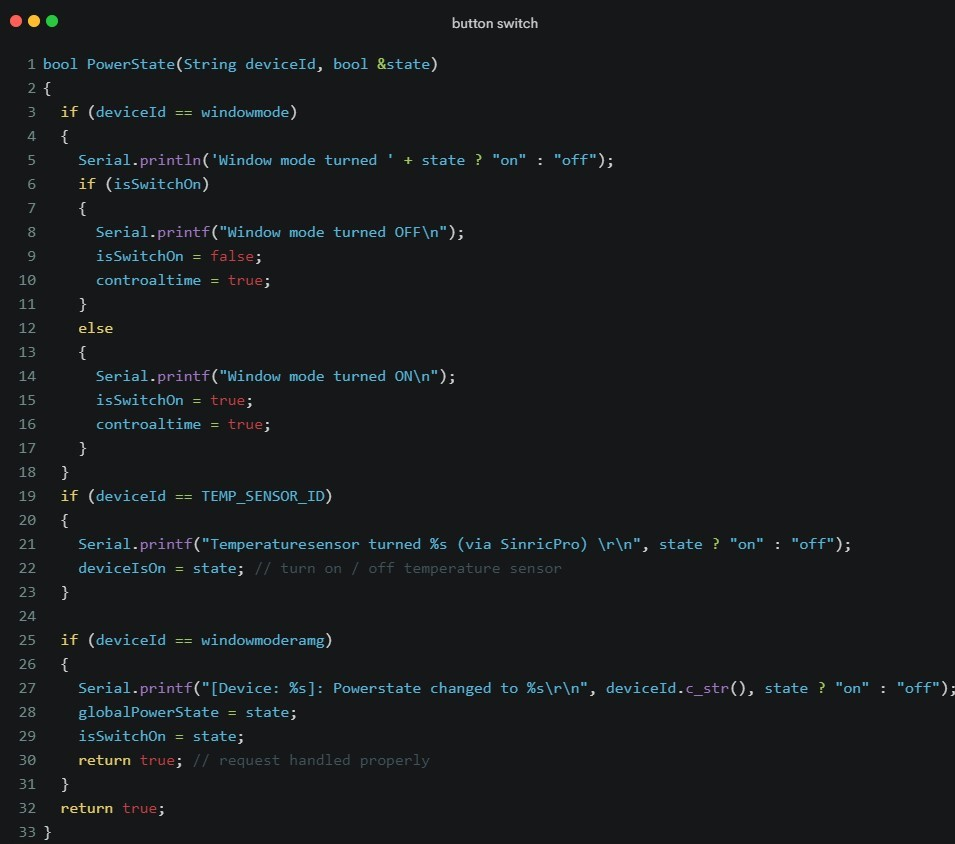 button switch
1 bool PowerState(String deviceId, bool &state)
2 {
3   if (deviceId == windowmode)
4   {
5     Serial.println('Window mode turned ' + state ? "on" : "off");
6     if (isSwitchOn)
7     {
8       Serial.printf("Window mode turned OFF\n");
9       isSwitchOn = false;
10       controaltime = true;
11     }
12     else
13     {
14       Serial.printf("Window mode turned ON\n");
15       isSwitchOn = true;
16       controaltime = true;
17     }
18   }
19   if (deviceId == TEMP_SENSOR_ID)
20   {
21     Serial.printf("Temperaturesensor turned %s (via SinricPro) \r\n", state ? "on" : "off");
22     deviceIsOn = state; // turn on / off temperature sensor
23   }
24
25   if (deviceId == windowmoderamg)
26   {
27     Serial.printf("[Device: %s]: Powerstate changed to %s\r\n", deviceId.c_str(), state ? "on" : "off");
28     globalPowerState = state;
29     isSwitchOn = state;
30     return true; // request handled properly
31   }
32   return true;
33 }